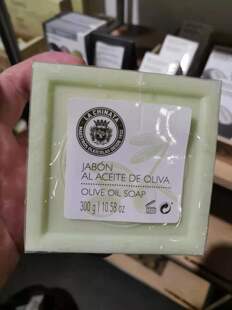 LA CHINATA
JABÓN
AL ACEITE DE OLIVA
OLIVE OIL SOAP
300 g | 10.58 oz